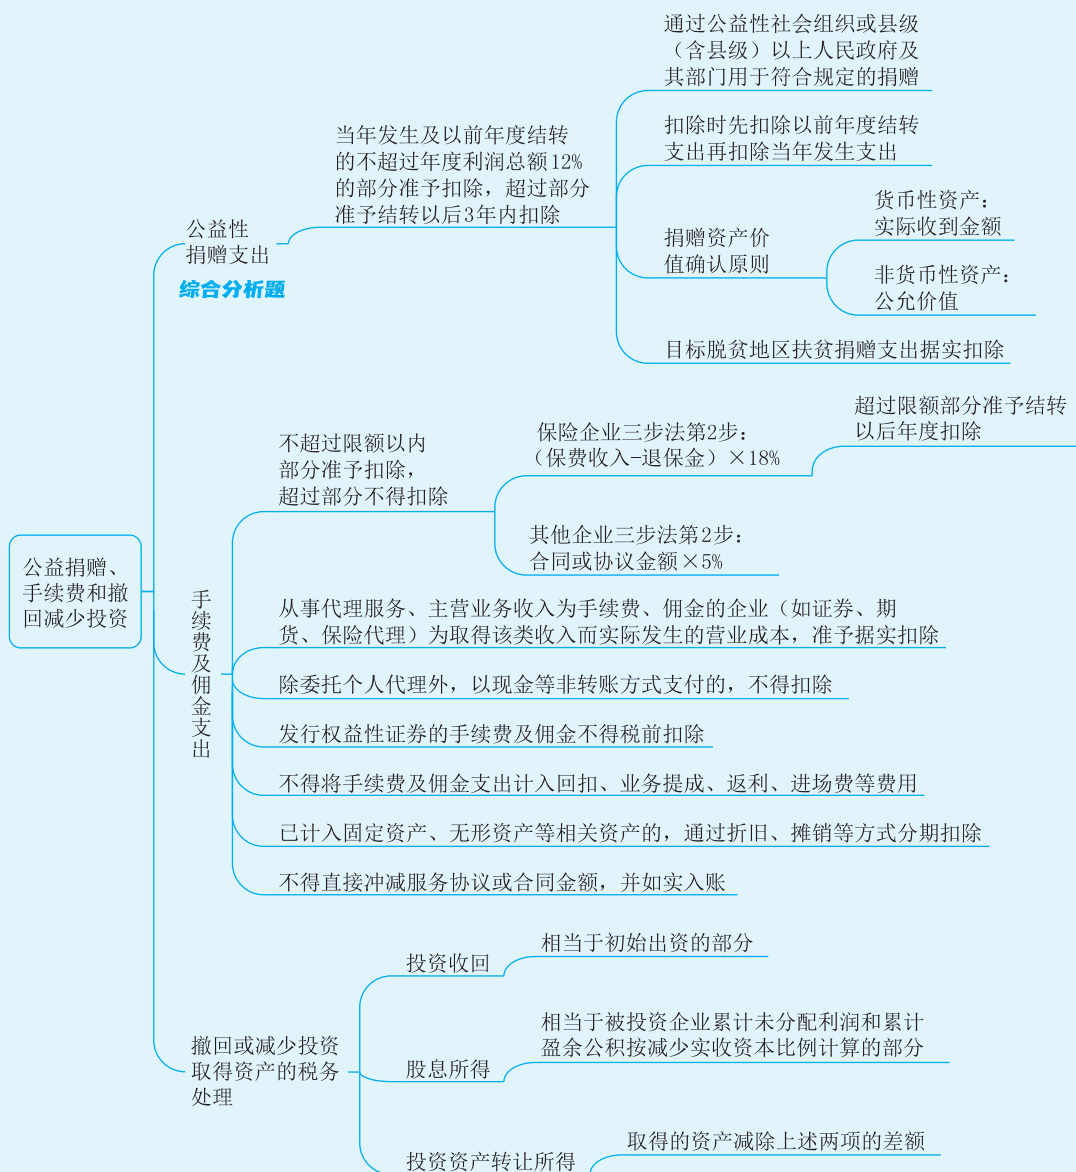 公益捐赠、
手续费和撤
回减少投资
公益性
捐赠支出
综合分析题
当年发生及以前年度结转
的不超过年度利润总额12%
的部分准予扣除，超过部分
准予结转以后3年内扣除
通过公益性社会组织或县级
（含县级）以上人民政府及
其部门用于符合规定的捐赠
扣除时先扣除以前年度结转
支出再扣除当年发生支出
捐赠资产价
值确认原则
货币性资产：
实际收到金额
非货币性资产：
公允价值
目标脱贫地区扶贫捐赠支出据实扣除
手续费及佣金支出
不超过限额以内
部分准予扣除，
超过部分不得扣除
保险企业三步法第2步：
（保费收入-退保金）×18%
超过限额部分准予结转
以后年度扣除
其他企业三步法第2步：
合同或协议金额×5%
从事代理服务、主营业务收入为手续费、佣金的企业（如证券、期
货、保险代理）为取得该类收入而实际发生的营业成本，准予据实扣除
除委托个人代理外，以现金等非转账方式支付的，不得扣除
发行权益性证券的手续费及佣金不得税前扣除
不得将手续费及佣金支出计入回扣、业务提成、返利、进场费等费用
已计入固定资产、无形资产等相关资产的，通过折旧、摊销等方式分期扣除
不得直接冲减服务协议或合同金额，并如实入账
撤回或减少投资
取得资产的税务
处理
投资收回
相当于初始出资的部分
股息所得
相当于被投资企业累计未分配利润和累计
盈余公积按减少实收资本比例计算的部分
投资资产转让所得
取得的资产减除上述两项的差额